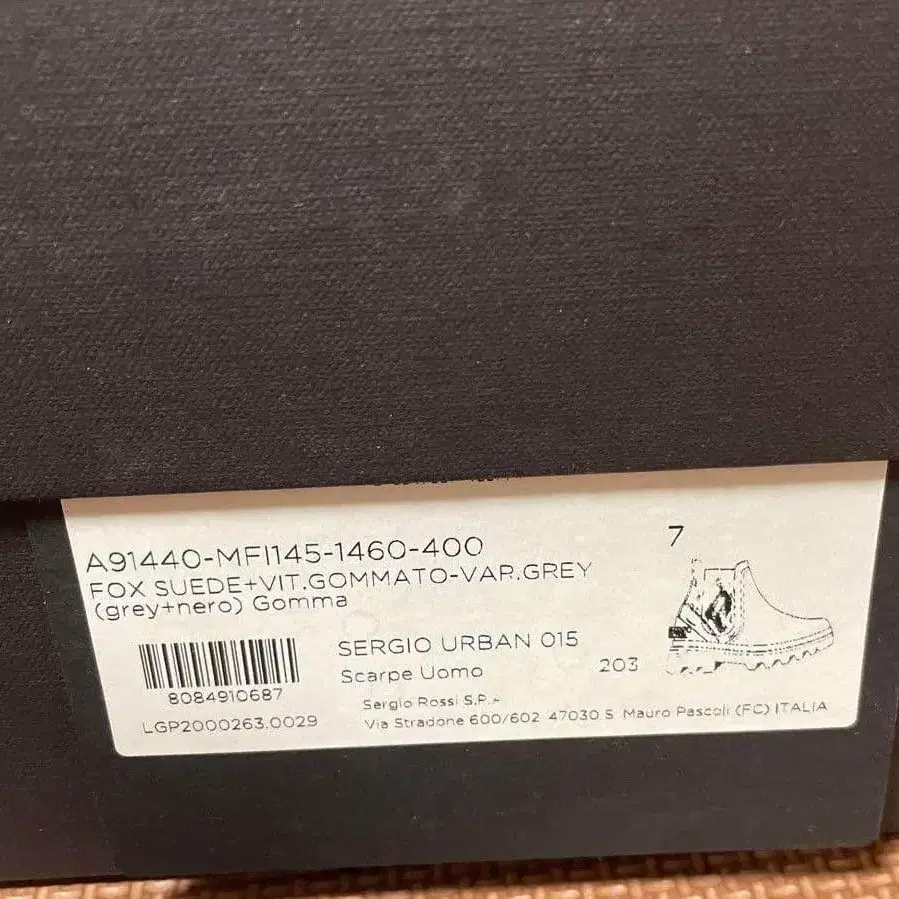 A91440-MFI145-1460-400
7
FOX SUEDE+VIT.GOMMATO-VAR.GREY
(grey+nero) Gomma
SERGIO URBAN 015
Scarpe Uomo
203
8084910687
Sergio Rossi S.P.A
LGP2000263.0029
Via Stradone 600/602 47030 S Mauro Pascoli (FC) ITALIA